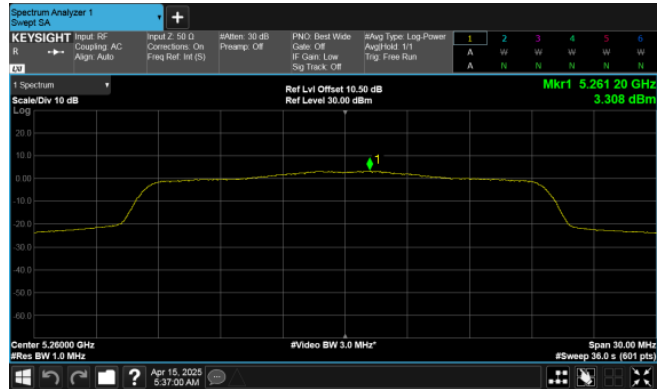 Spectrum Analyzer 1
Swept SA
+
KEYSIGHT Input: RF Input Z: 50 Ω #Atten: 30 dB PNO: Best Wide #Avg Type: Log-Power 1 2 3 4 5 6
R Coupling: AC Corrections: On Preamp: Off Gate: Off Avg|Hold: 1/1 A W W W W W
Align: Auto Freq Ref: Int (S) IF Gain: Low Trig: Free Run
LXI Sig Track: Off A N N N N N
1 Spectrum Ref Lvl Offset 10.50 dB Mkr1 5.261 20 GHz
Scale/Div 10 dB Ref Level 30.00 dBm 3.308 dBm
Log
20.0
10.0
1
0.00
-10.0
-20.0
-30.0
-40.0
-50.0
-60.0
Center 5.26000 GHz #Video BW 3.0 MHz* Span 30.00 MHz
#Res BW 1.0 MHz #Sweep 36.0 s (601 pts)
? Apr 15, 2025
5:37:00 AM